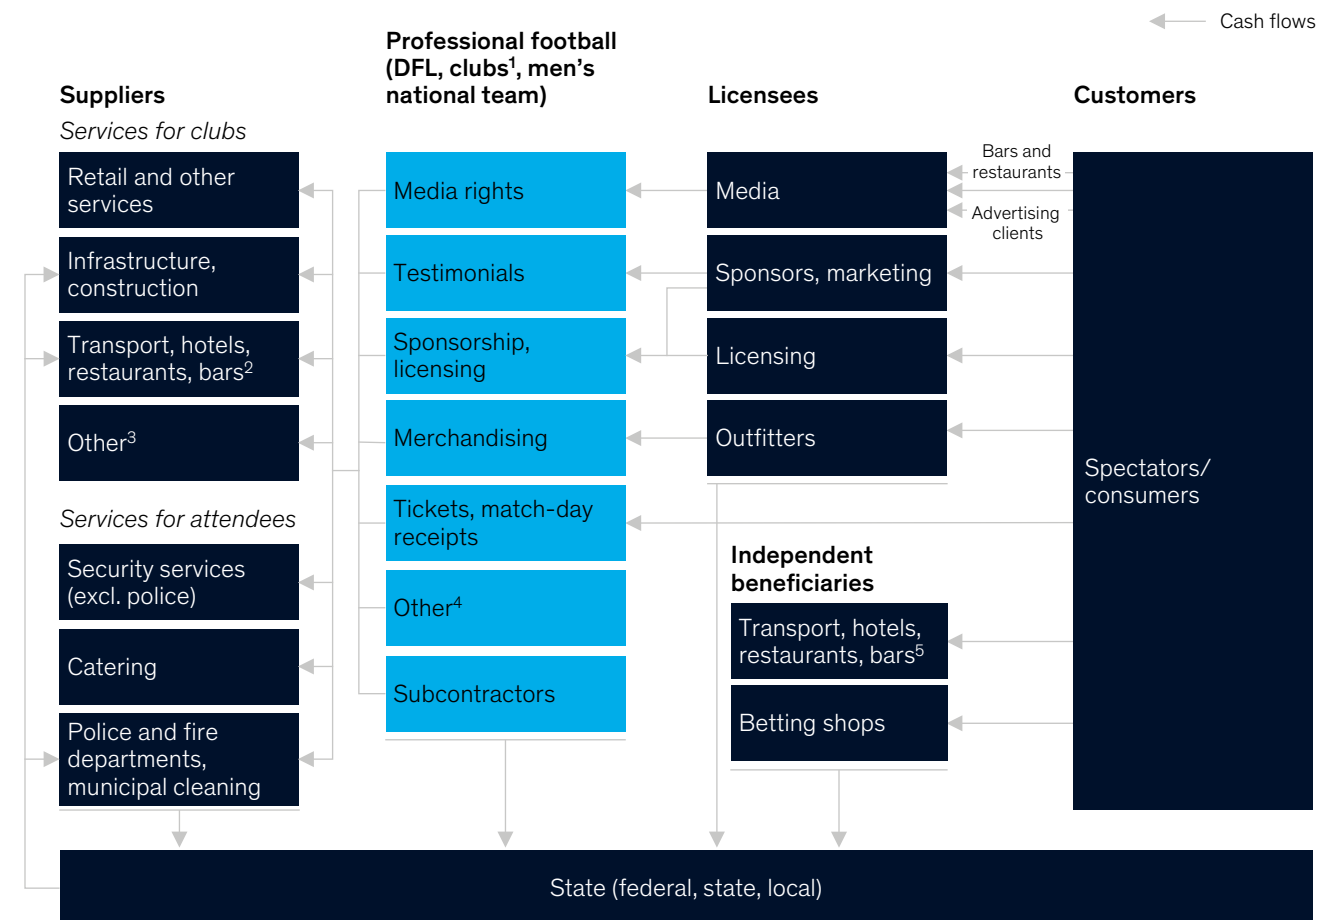 Cash flows
Suppliers
Services for clubs
Retail and other
services
Infrastructure,
construction
Transport, hotels,
restaurants, bars2
Other3
Services for attendees
Security services
(excl. police)
Catering
Police and fire
departments,
municipal cleaning
Professional football
(DFL, clubs1, men’s
national team)
Media rights
Testimonials
Sponsorship,
licensing
Merchandising
Tickets, match-day
receipts
Other4
Subcontractors
Licensees
Media
Sponsors, marketing
Licensing
Outfitters
Independent
beneficiaries
Transport, hotels,
restaurants, bars5
Betting shops
Bars and
restaurants
Advertising
clients
Customers
Spectators/
consumers
State (federal, state, local)